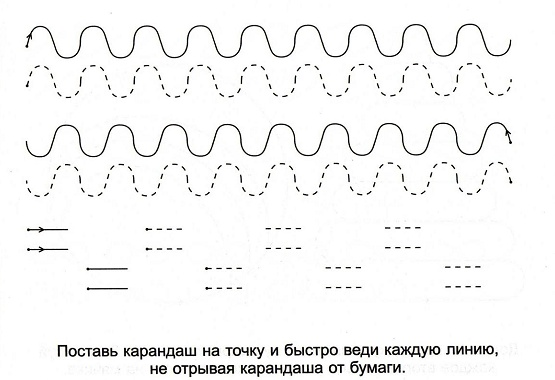 Поставь карандаш на точку и быстро веди каждую линию,
не отрывая карандаша от бумаги.